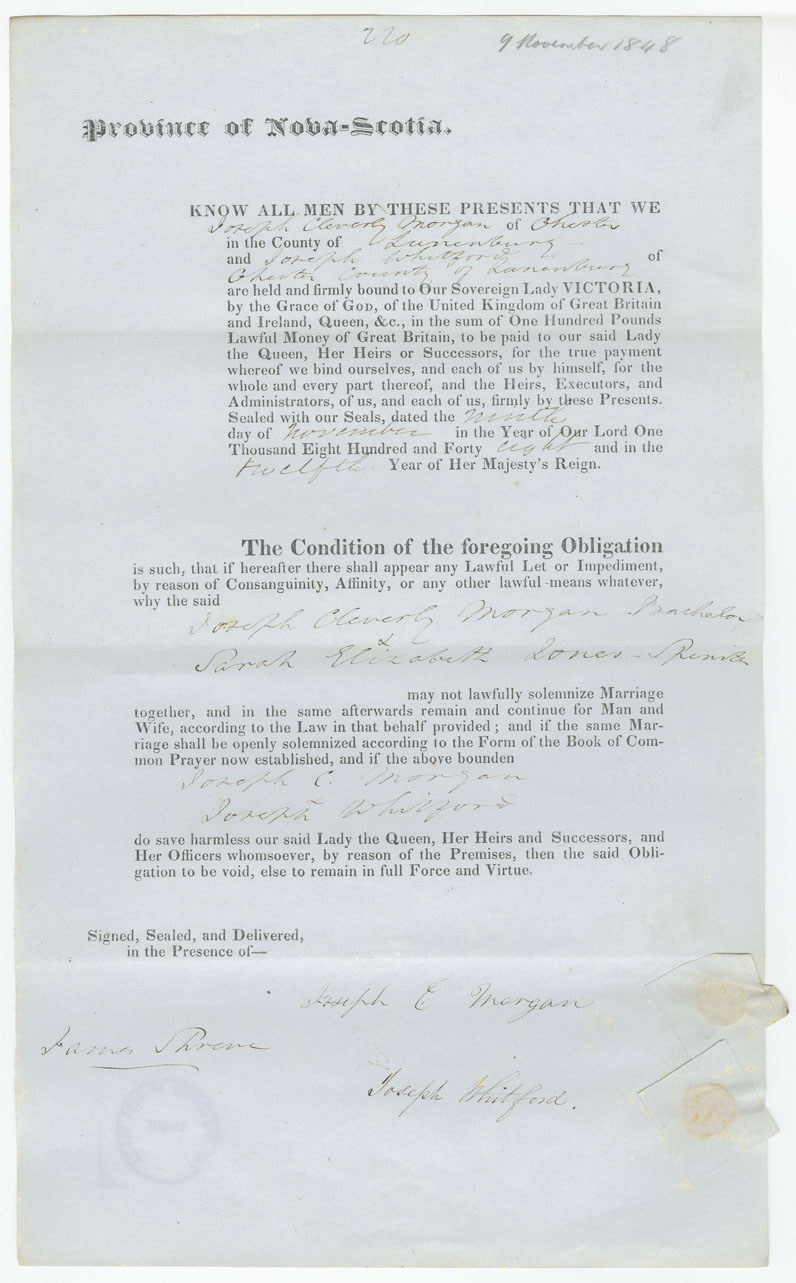 220
9 November 1848
Province of Nova-Scotia.
KNOW ALL MEN BY THESE PRESENTS THAT WE
Joseph Cleverly Morgan of Chester
in the County of Lunenburg
and Joseph Whitford of
Chester County of Lunenburg
are held and firmly bound to Our Sovereign Lady VICTORIA,
by the Grace of GOD, of the United Kingdom of Great Britain
and Ireland, Queen, &c., in the sum of One Hundred Pounds
Lawful Money of Great Britain, to be paid to our said Lady
the Queen, Her Heirs or Successors, for the true payment
whereof we bind ourselves, and each of us by himself, for the
whole and every part thereof, and the Heirs, Executors, and
Administrators, of us, and each of us, firmly by these Presents.
Sealed with our Seals, dated the ninth
day of November in the Year of Our Lord One
Thousand Eight Hundred and Forty eight and in the
twelfth Year of Her Majesty's Reign.
The Condition of the foregoing Obligation
is such, that if hereafter there shall appear any Lawful Let or Impediment,
by reason of Consanguinity, Affinity, or any other lawful means whatever,
why the said
Joseph Cleverly Morgan Bachelor
&
Sarah Elizabeth Jones - Spinster
may not lawfully solemnize Marriage
together, and in the same afterwards remain and continue for Man and
Wife, according to the Law in that behalf provided; and if the same Mar-
riage shall be openly solemnized according to the Form of the Book of Com-
mon Prayer now established, and if the above bounden
Joseph C. Morgan
Joseph Whitford
do save harmless our said Lady the Queen, Her Heirs and Successors, and
Her Officers whomsoever, by reason of the Premises, then the said Obli-
gation to be void, else to remain in full Force and Virtue.
Signed, Sealed, and Delivered,
in the Presence of—
Joseph C Morgan
James Shreve
Joseph Whitford.